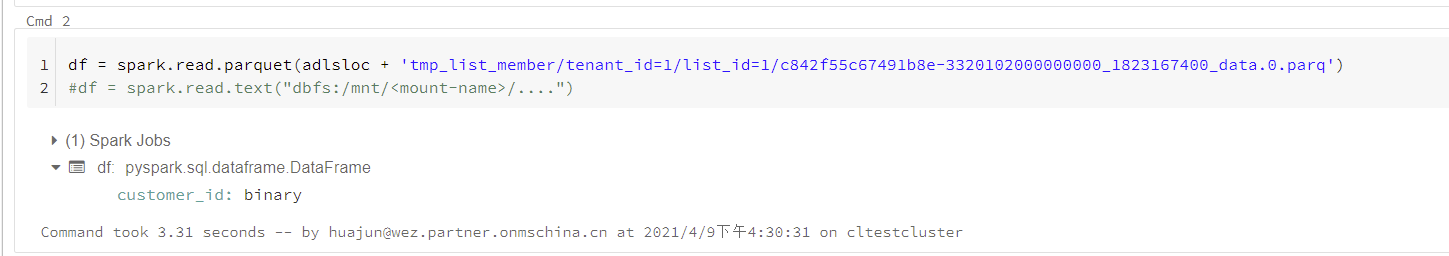 Cmd 2
1 df = spark.read.parquet(adlsloc + 'tmp_list_member/tenant_id=1/list_id=1/c842f55c67491b8e-3320102000000000_1823167400_data.0.parq')
2 #df = spark.read.text("dbfs:/mnt/<mount-name>/....")
(1) Spark Jobs
df: pyspark.sql.dataframe.DataFrame
customer_id: binary
Command took 3.31 seconds -- by huajun@wez.partner.onmschina.cn at 2021/4/9下午4:30:31 on cltestcluster